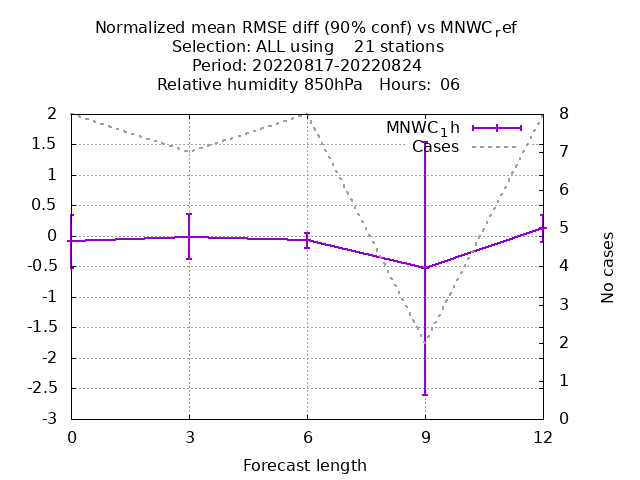 Normalized mean RMSE diff (90% conf) vs MNWC_ref
Selection: ALL using    21 stations
Period: 20220817-20220824
Relative humidity 850hPa   Hours:  06
MNWC_1h
Cases
2
1.5
1
0.5
0
-0.5
-1
-1.5
-2
-2.5
-3
8
7
6
5
4
3
2
1
0
No cases
0 3 6 9 12
Forecast length